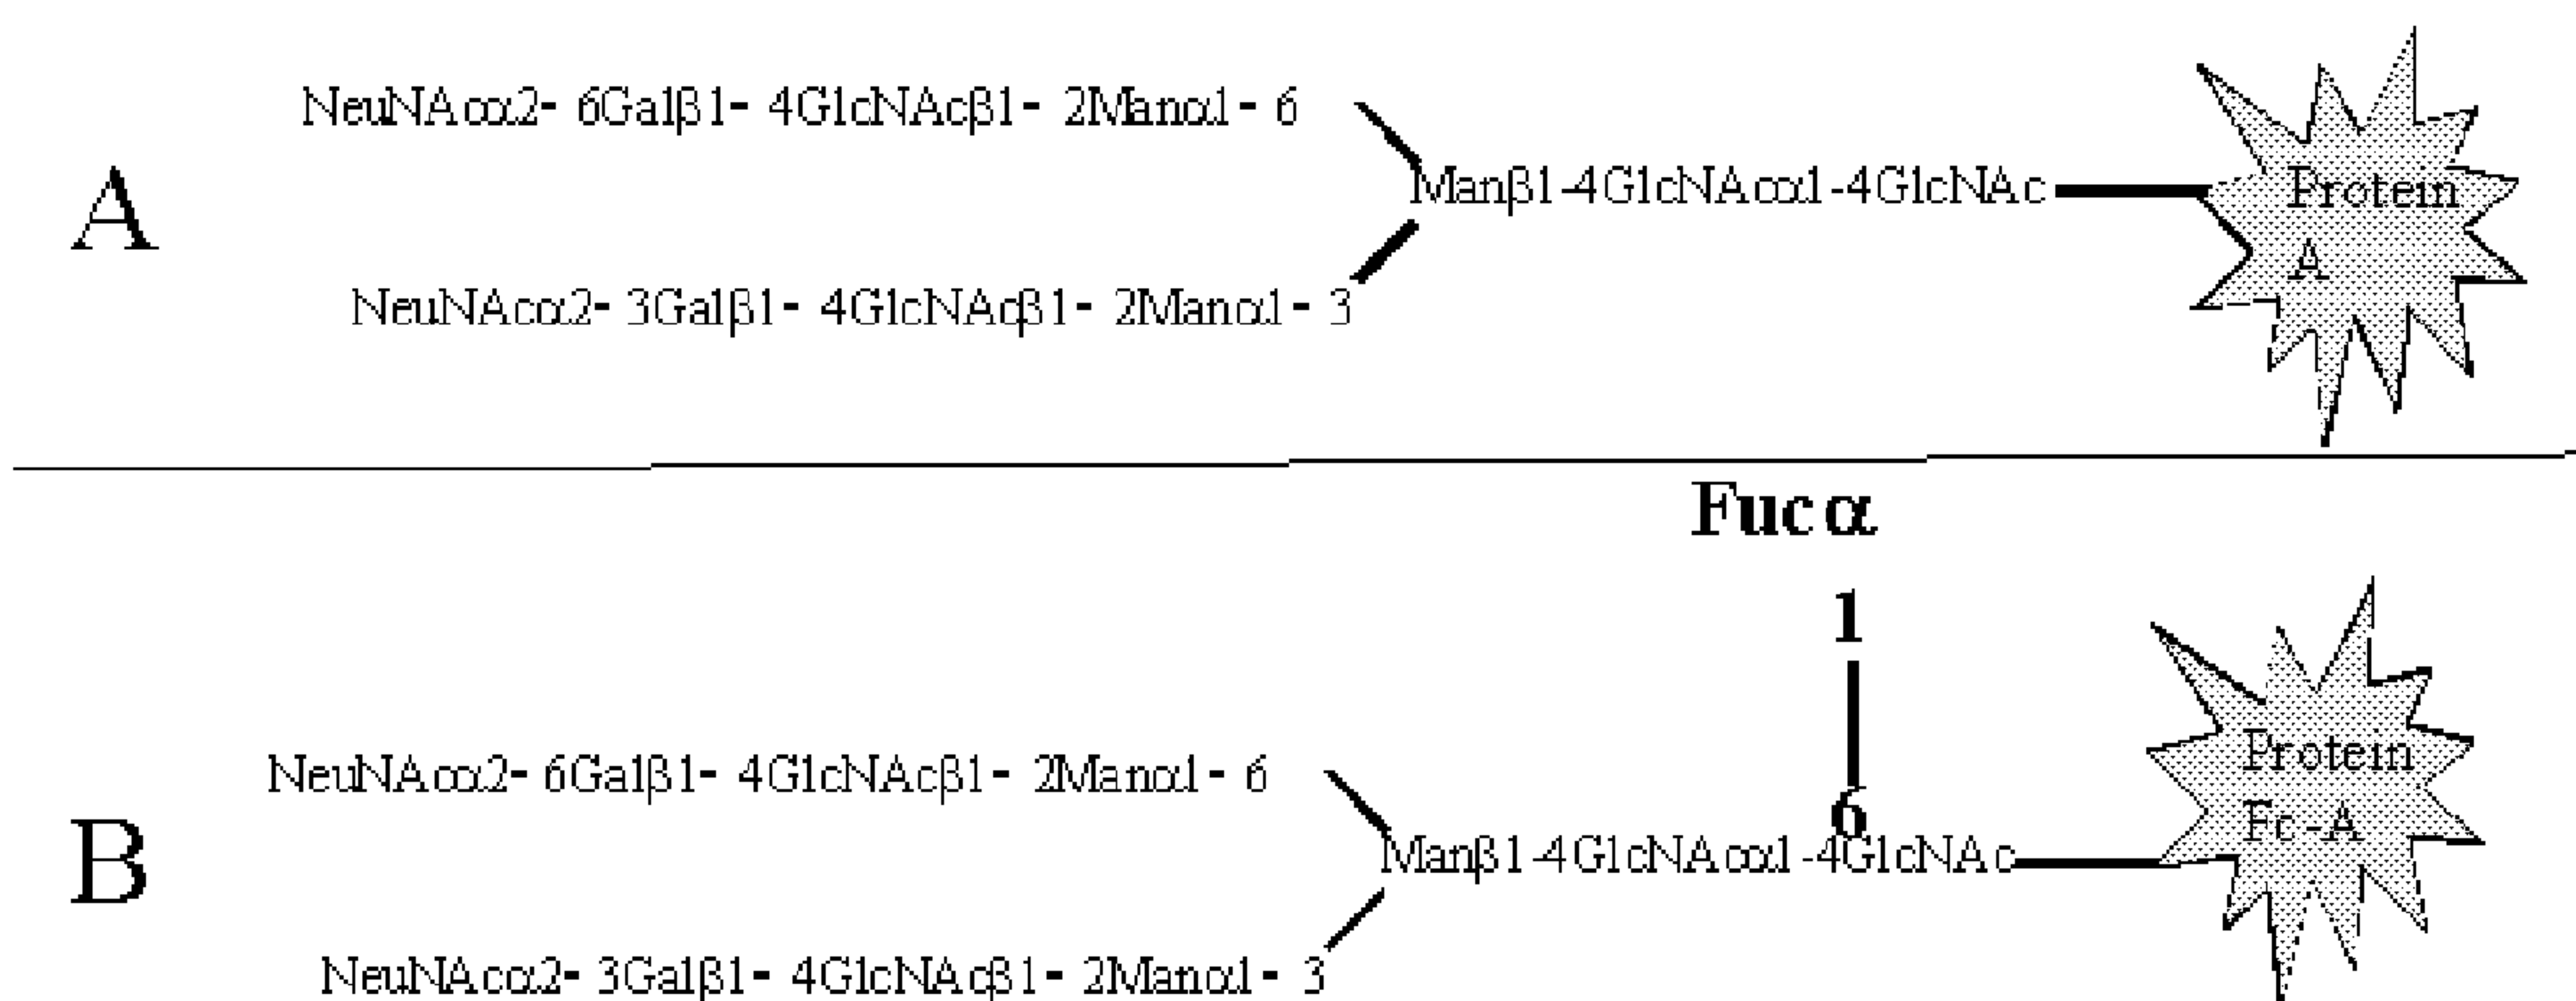 NeuNAcα2- 6Galβ1- 4GlcNAcβ1- 2Manα1- 6
A
Manβ1-4GlcNAcα1-4GlcNAc
Protein
A
NeuNAcα2- 3Galβ1- 4GlcNAcβ1- 2Manα1- 3
Fuc α
1
6
NeuNAcα2- 6Galβ1- 4GlcNAcβ1- 2Manα1- 6
B
Manβ1-4GlcNAcα1-4GlcNAc
Protein
Fc-A
NeuNAcα2- 3Galβ1- 4GlcNAcβ1- 2Manα1- 3